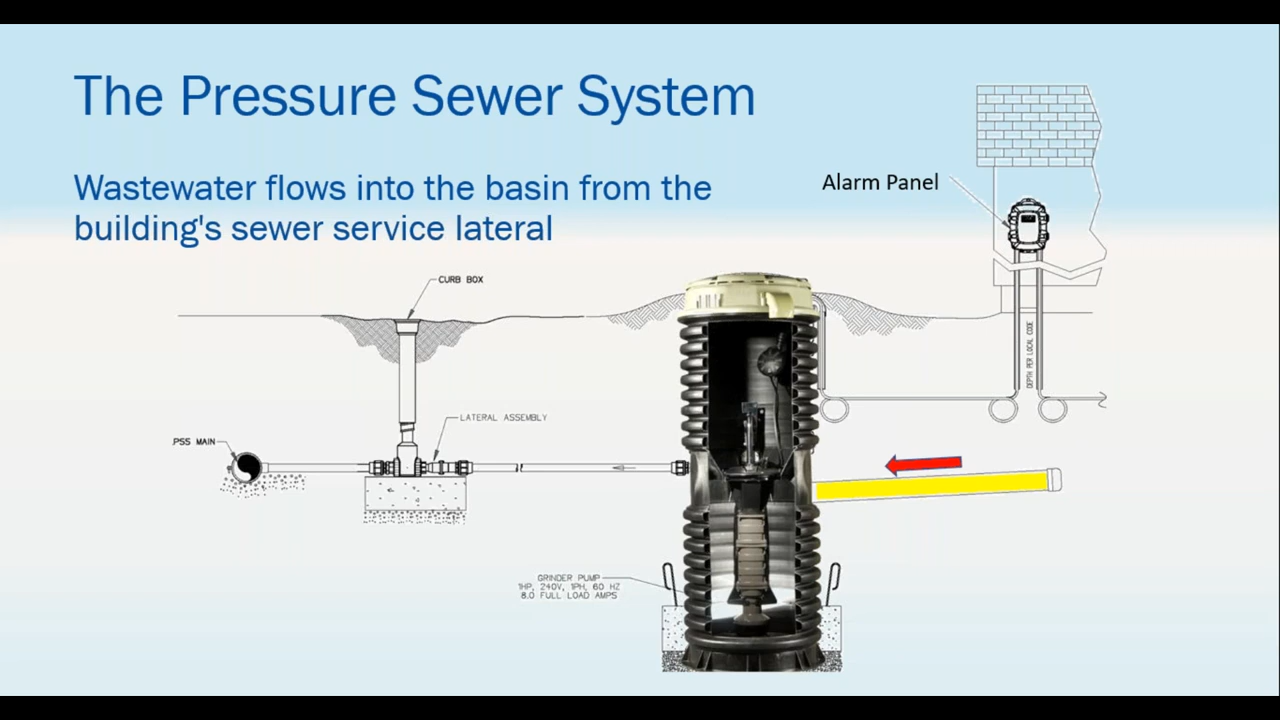 The Pressure Sewer System
Wastewater flows into the basin from the
building's sewer service lateral
Alarm Panel
CURB BOX
DEPTH PER LOCAL CODE
LATERAL ASSEMBLY
PSS MAIN
GRINDER PUMP
1HP, 240V, 1PH, 60 HZ
8.0 FULL LOAD AMPS